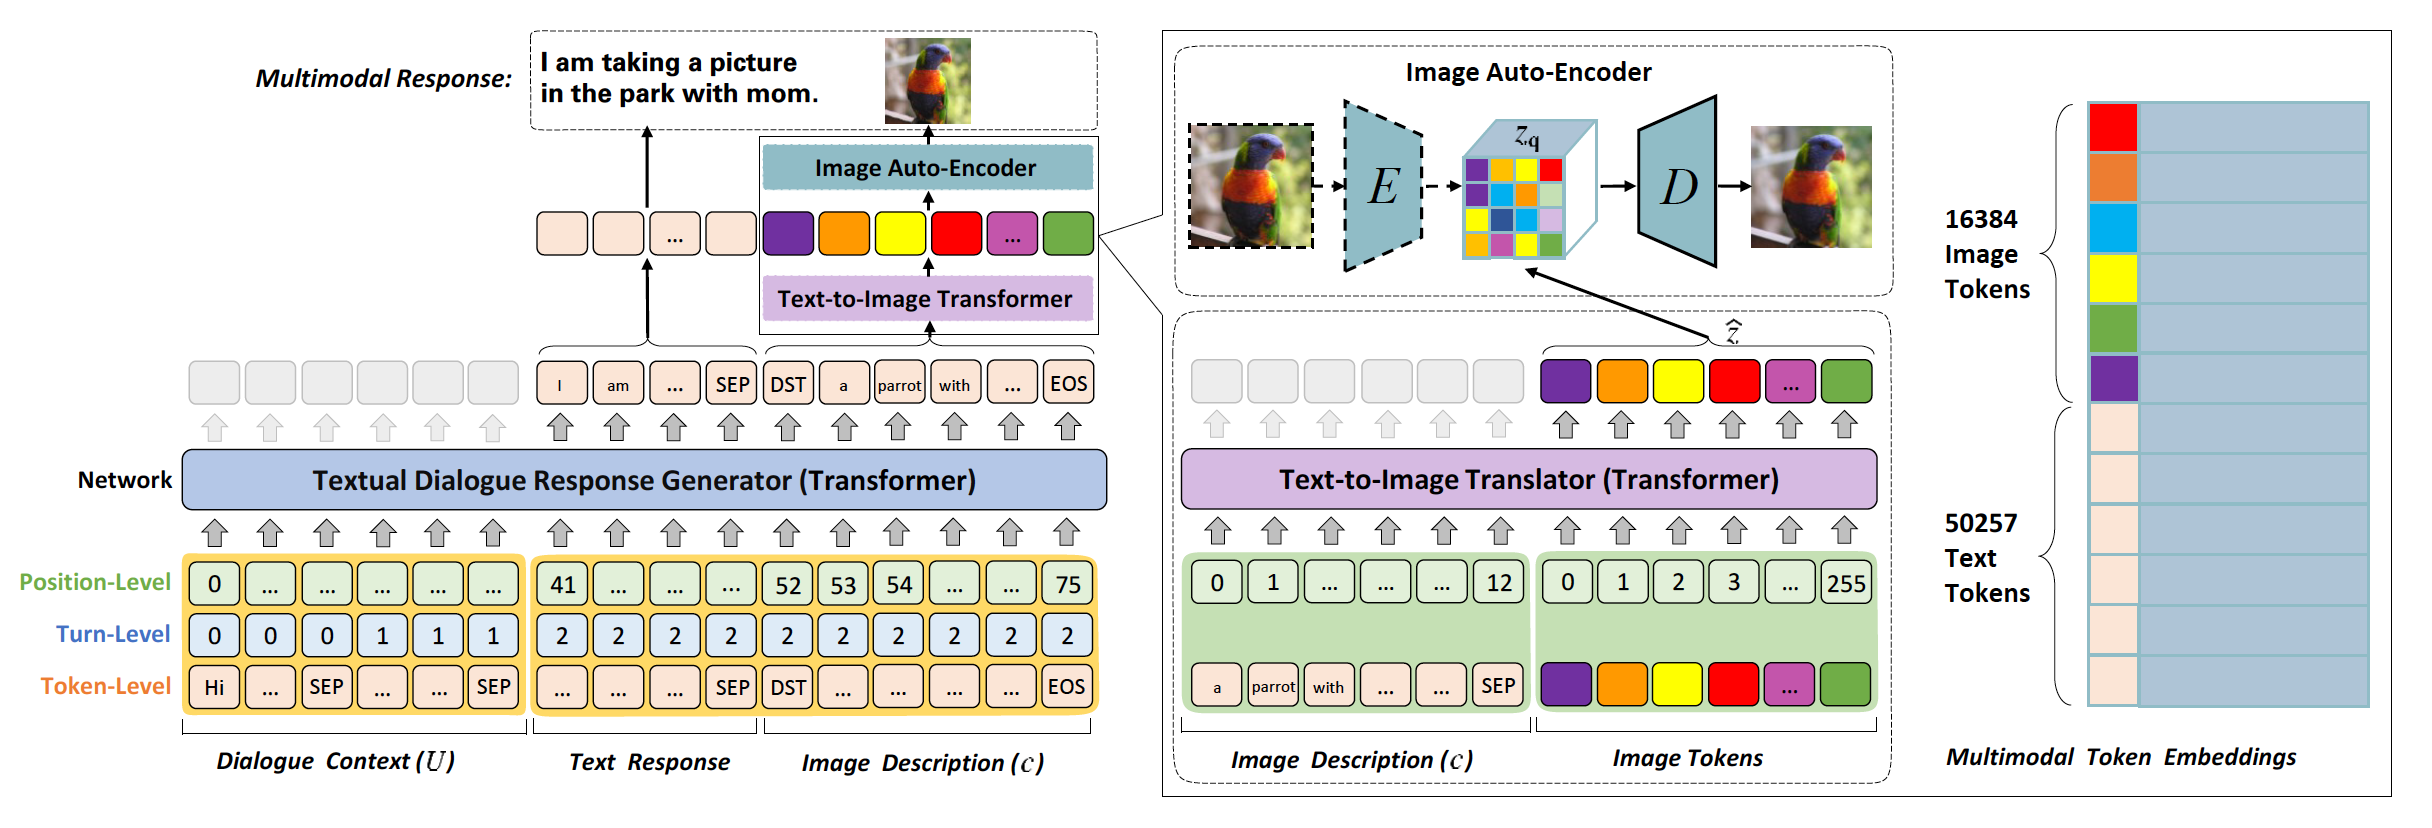 Multimodal Response:
I am taking a picture
in the park with mom.
Image Auto-Encoder
...
...
Text-to-Image Transformer
I am ... SEP DST a parrot with ... EOS
Network
Textual Dialogue Response Generator (Transformer)
Position-Level
0 ... ... ... ... ... 41 ... ... ... 52 53 54 ... ... 75
Turn-Level
0 0 0 1 1 1 2 2 2 2 2 2 2 2 2 2
Token-Level
Hi ... SEP ... ... SEP ... ... ... SEP DST ... ... ... ... EOS
Dialogue Context (U)
Text Response
Image Description (c)
Image Auto-Encoder
E
z_q
D
ẑ
...
Text-to-Image Translator (Transformer)
0 1 ... ... ... 12 0 1 2 3 ... 255
a parrot with ... ... SEP ...
Image Description (c)
Image Tokens
16384
Image
Tokens
50257
Text
Tokens
Multimodal Token Embeddings